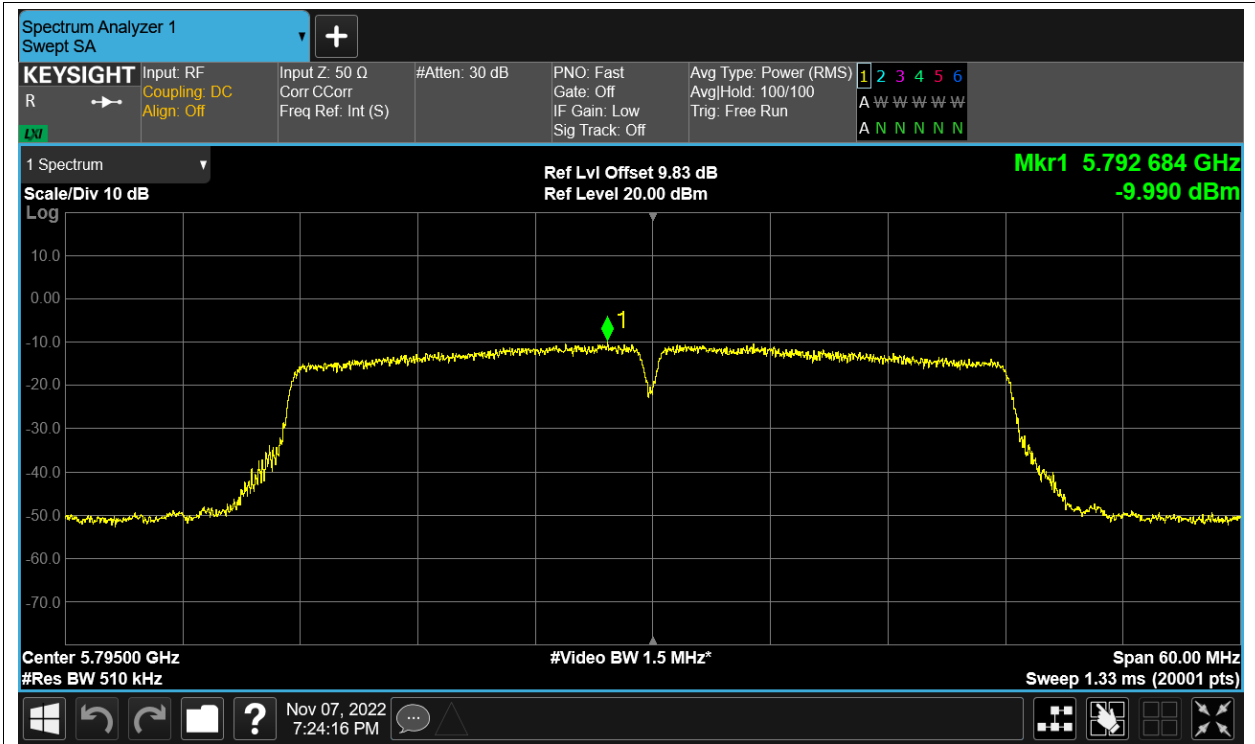 Spectrum Analyzer 1
Swept SA
KEYSIGHT
R
LXI
Input: RF
Coupling: DC
Align: Off
Input Z: 50 Ω
Corr CCorr
Freq Ref: Int (S)
#Atten: 30 dB
PNO: Fast
Gate: Off
IF Gain: Low
Sig Track: Off
Avg Type: Power (RMS)
Avg|Hold: 100/100
Trig: Free Run
1 2 3 4 5 6
A W W W W W
A N N N N N
1 Spectrum
Scale/Div 10 dB
Log
Ref Lvl Offset 9.83 dB
Ref Level 20.00 dBm
Mkr1 5.792 684 GHz
-9.990 dBm
10.0
0.00
-10.0
-20.0
-30.0
-40.0
-50.0
-60.0
-70.0
1
Center 5.79500 GHz
#Res BW 510 kHz
#Video BW 1.5 MHz*
Span 60.00 MHz
Sweep 1.33 ms (20001 pts)
?
Nov 07, 2022
7:24:16 PM